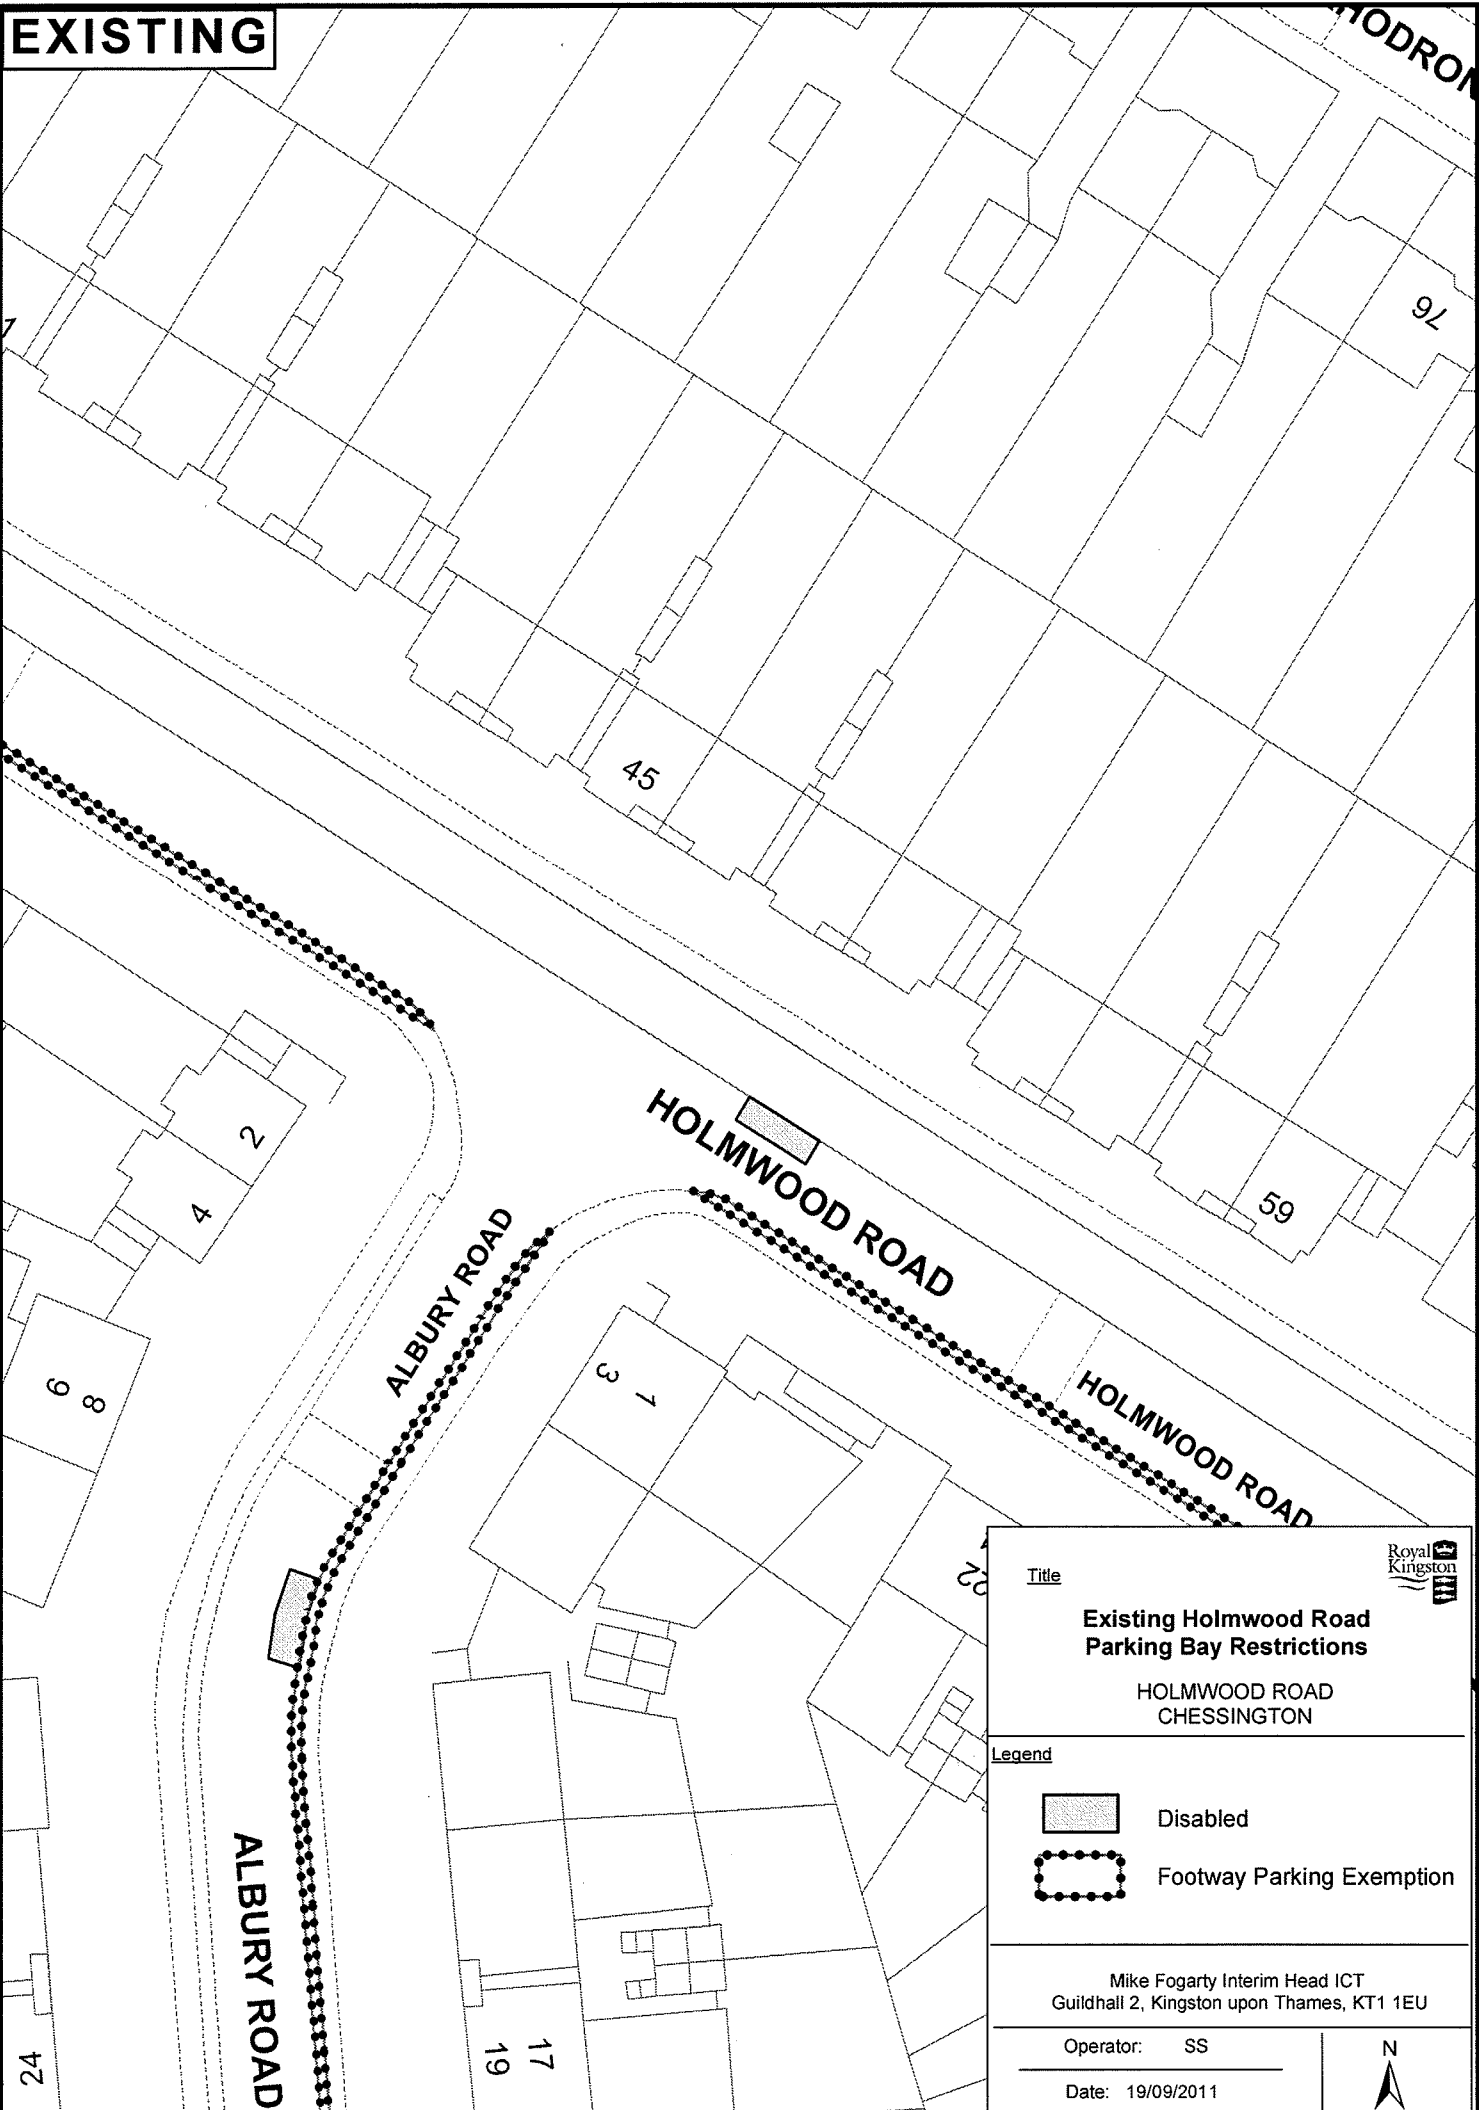 EXISTING
76
45
59
2
4
6
8
HOLMWOOD ROAD
ALBURY ROAD
3
1
HOLMWOOD ROAD
22
ALBURY ROAD
24
19
17
Title
Royal
Kingston
Existing Holmwood Road
Parking Bay Restrictions
HOLMWOOD ROAD
CHESSINGTON
Legend
Disabled
Footway Parking Exemption
Mike Fogarty Interim Head ICT
Guildhall 2, Kingston upon Thames, KT1 1EU
Operator: SS
Date: 19/09/2011
N